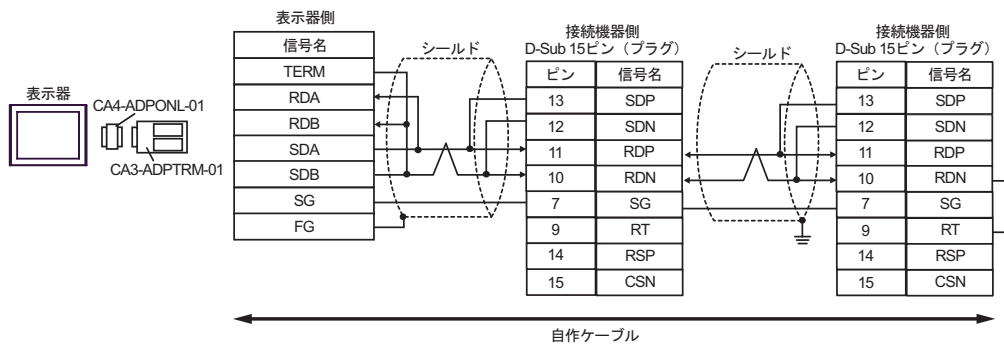 表示器
CA4-ADPONL-01
CA3-ADPTRM-01
表示器側
信号名
TERM
RDA
RDB
SDA
SDB
SG
FG
シールド
接続機器側
D-Sub 15ピン（プラグ）
ピン 信号名
13 SDP
12 SDN
11 RDP
10 RDN
7 SG
9 RT
14 RSP
15 CSN
シールド
接続機器側
D-Sub 15ピン（プラグ）
ピン 信号名
13 SDP
12 SDN
11 RDP
10 RDN
7 SG
9 RT
14 RSP
15 CSN
自作ケーブル